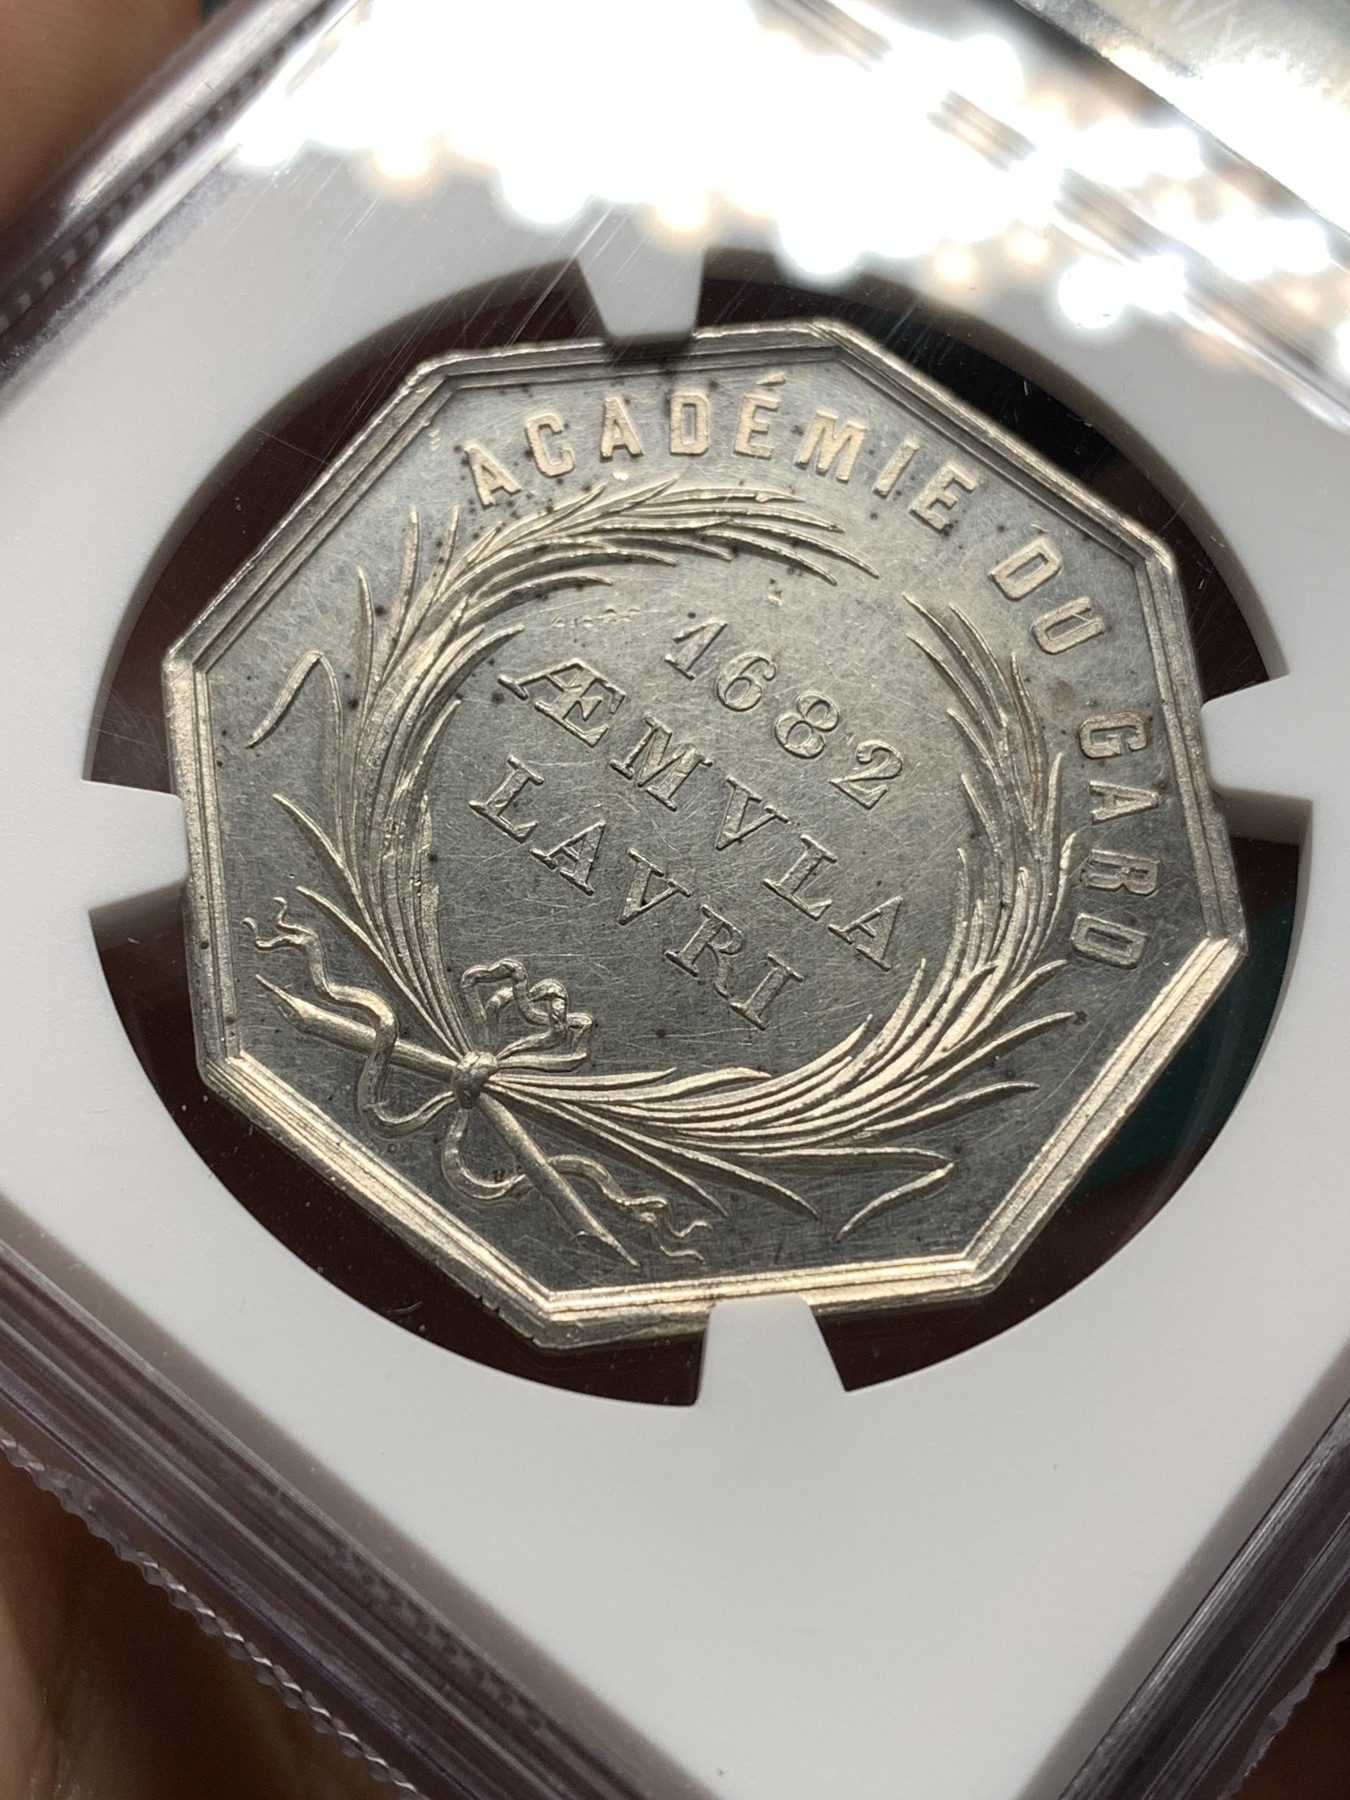 ACADÉMIE DU GARD
1682
ÆMVLA
LAVRI